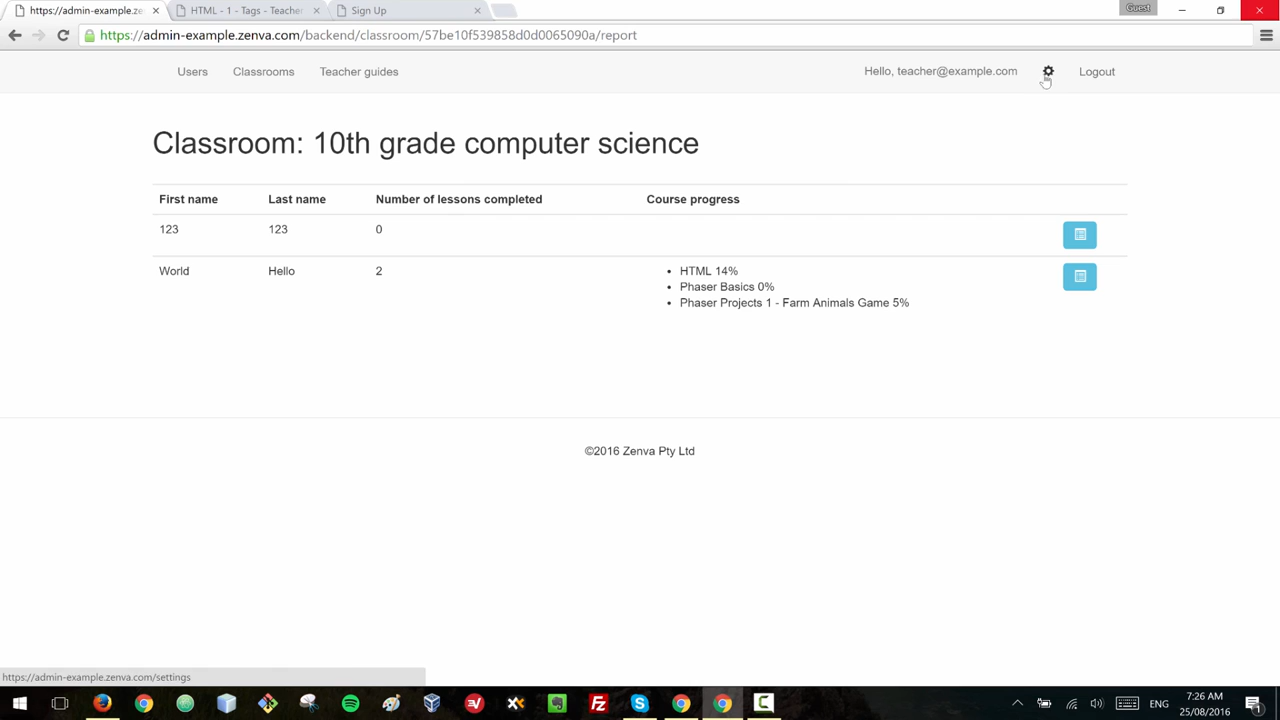 https://admin-example.ze
HTML - 1 - Tags - Teache
Sign Up
Guest
https://admin-example.zenva.com/backend/classroom/57be10f539858d0d0065090a/report
Users
Classrooms
Teacher guides
Hello, teacher@example.com
Logout
Classroom: 10th grade computer science
First name Last name Number of lessons completed Course progress
123 123 0
World Hello 2
HTML 14%
Phaser Basics 0%
Phaser Projects 1 - Farm Animals Game 5%
©2016 Zenva Pty Ltd
https://admin-example.zenva.com/settings
ENG
7:26 AM
25/08/2016
1